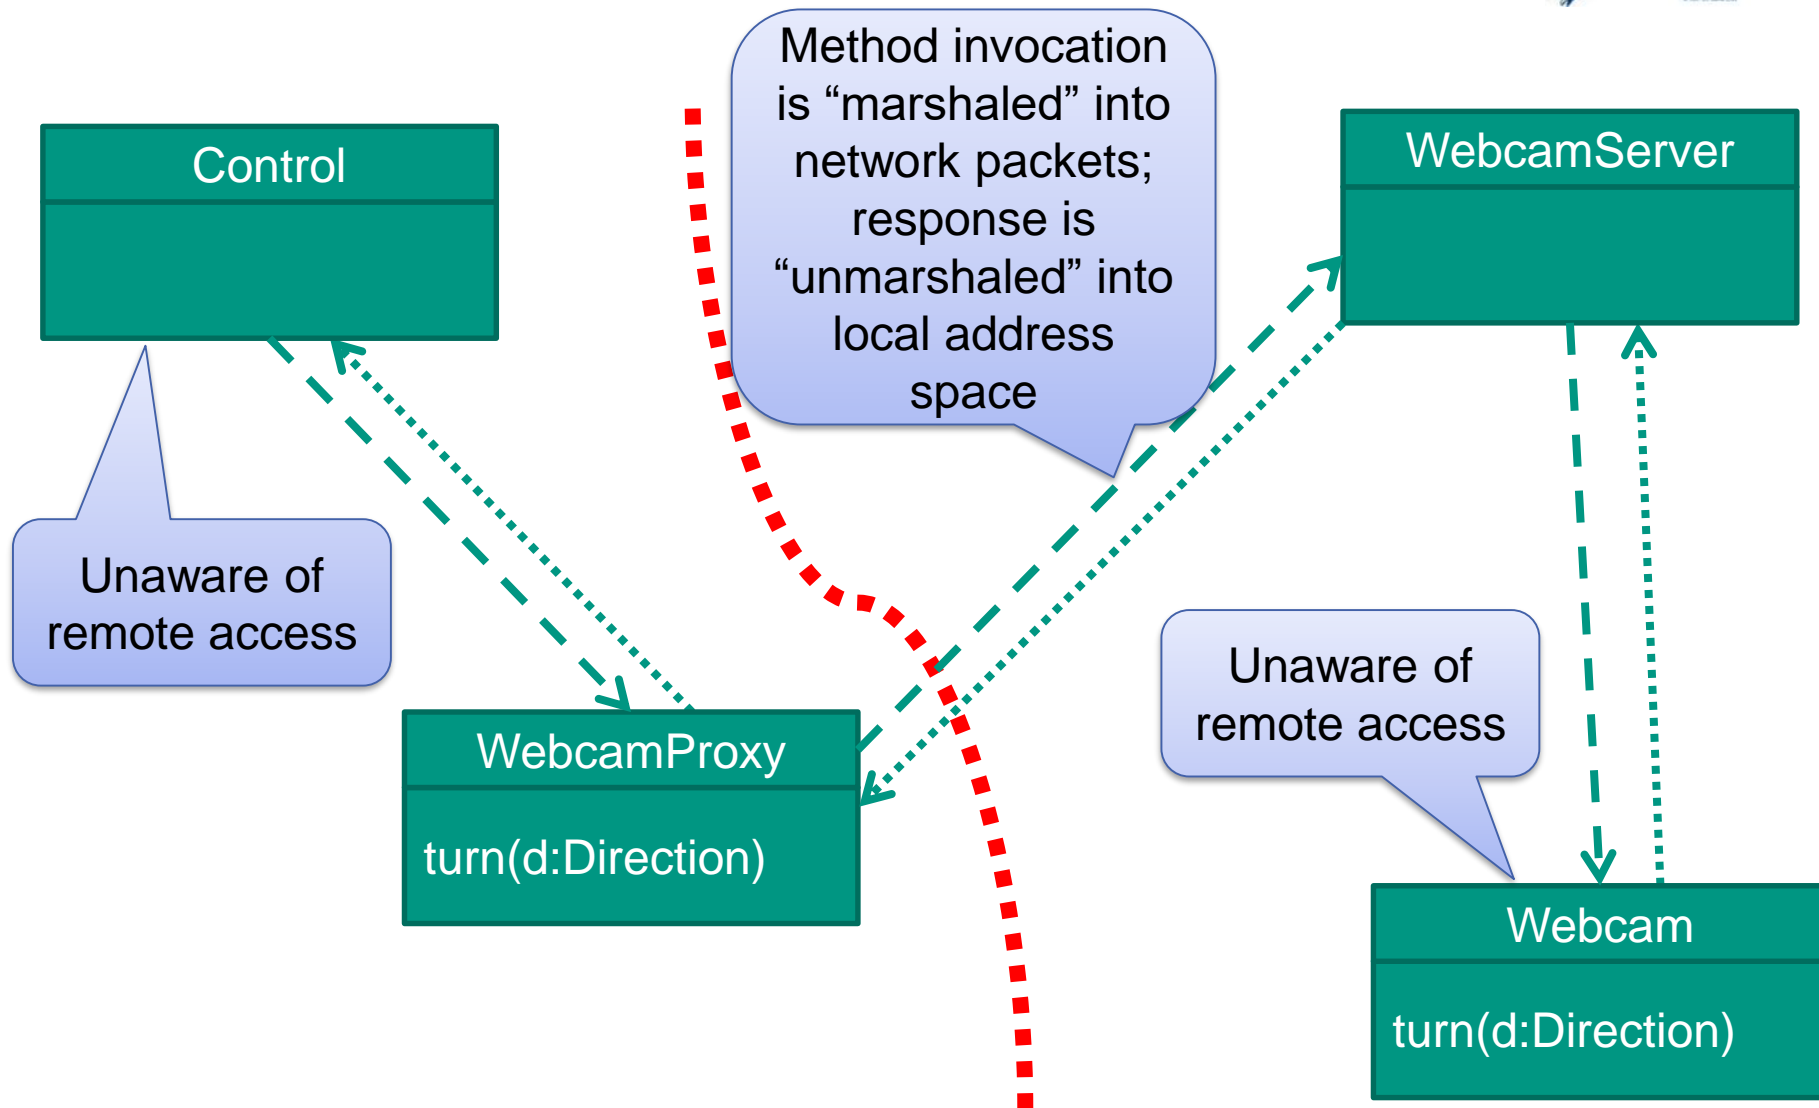 Method invocation
is “marshaled” into
network packets;
response is
“unmarshaled” into
local address
space
Control
WebcamServer
Unaware of
remote access
Unaware of
remote access
WebcamProxy
turn(d:Direction)
Webcam
turn(d:Direction)